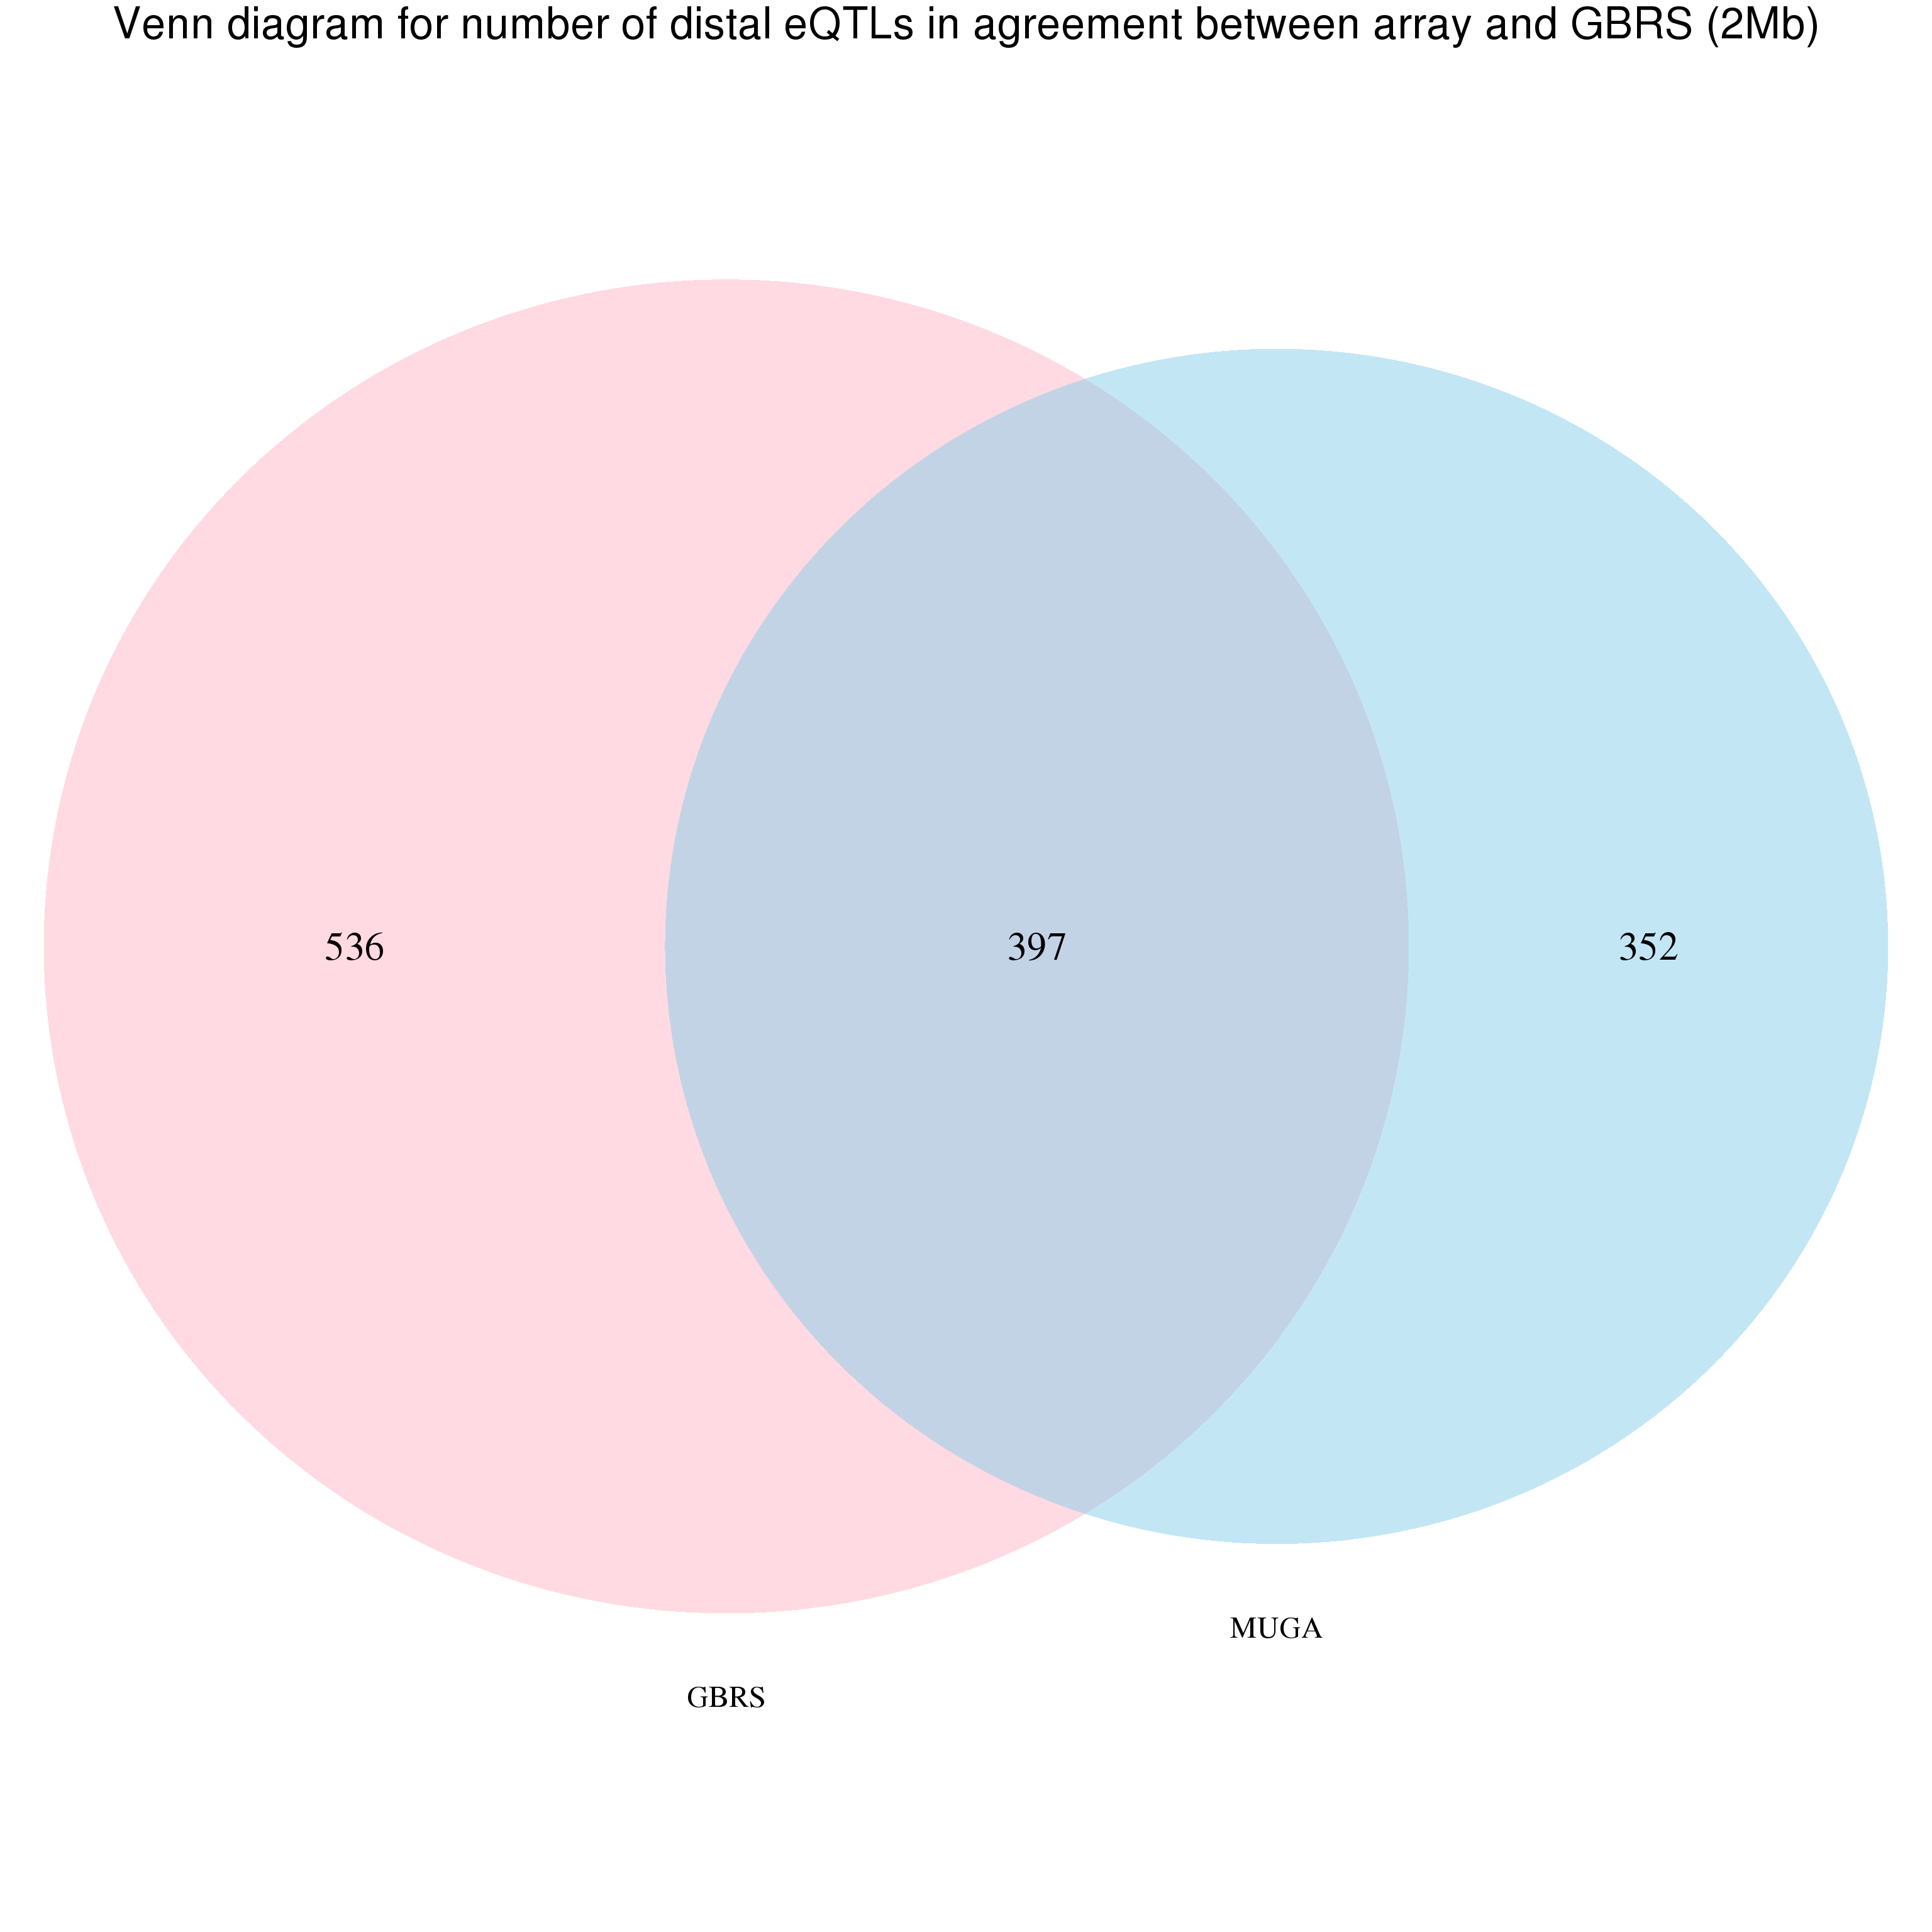 Venn diagram for number of distal eQTLs in agreement between array and GBRS (2Mb)
536
397
352
MUGA
GBRS